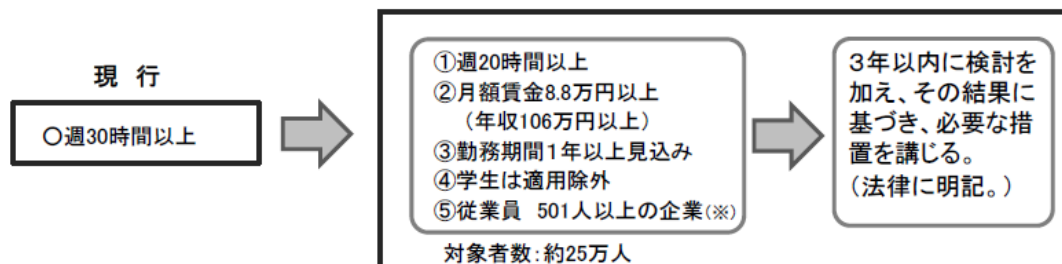 現 行
○週30時間以上
①週20時間以上
②月額賃金8.8万円以上
（年収106万円以上）
③勤務期間1年以上見込み
④学生は適用除外
⑤従業員 501人以上の企業(※)
対象者数：約25万人
3年以内に検討を
加え、その結果に
基づき、必要な措
置を講じる。
（法律に明記。）